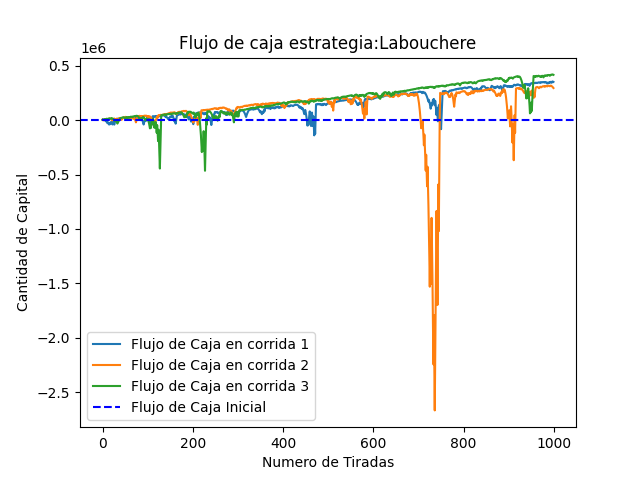 Flujo de caja estrategia:Labouchere
1e6
0.5
0.0
−0.5
−1.0
−1.5
−2.0
−2.5
Cantidad de Capital
Flujo de Caja en corrida 1
Flujo de Caja en corrida 2
Flujo de Caja en corrida 3
Flujo de Caja Inicial
0 200 400 600 800 1000
Numero de Tiradas